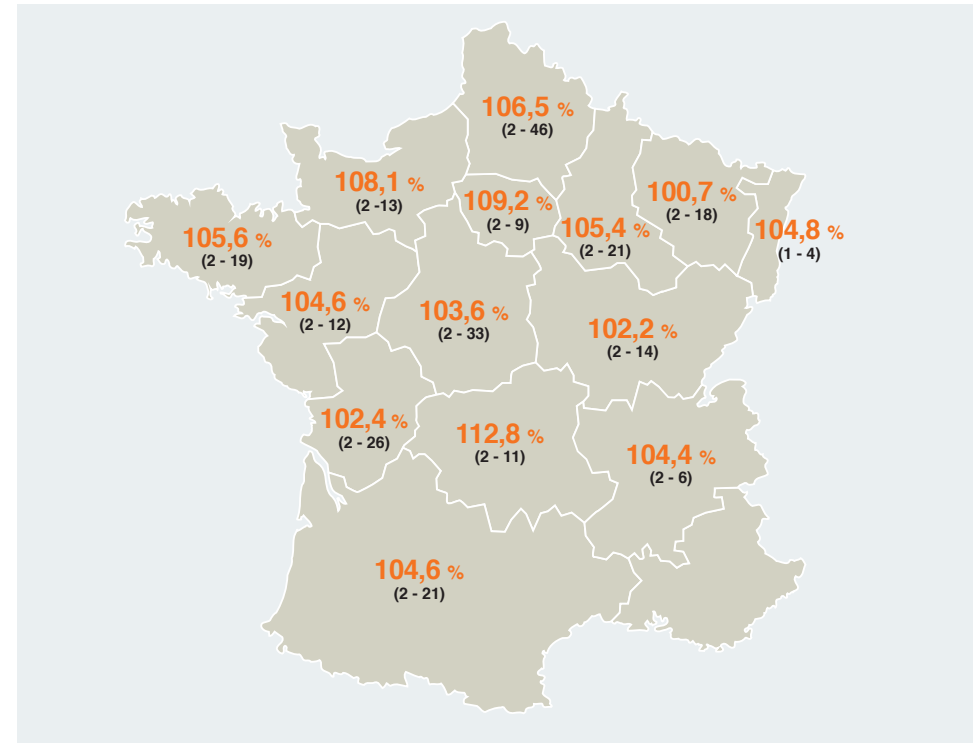 106,5 %
(2 - 46)
108,1 %
(2 -13)
109,2 %
(2 - 9)
100,7 %
(2 - 18)
105,4 %
(2 - 21)
104,8 %
(1 - 4)
105,6 %
(2 - 19)
104,6 %
(2 - 12)
103,6 %
(2 - 33)
102,2 %
(2 - 14)
102,4 %
(2 - 26)
112,8 %
(2 - 11)
104,4 %
(2 - 6)
104,6 %
(2 - 21)